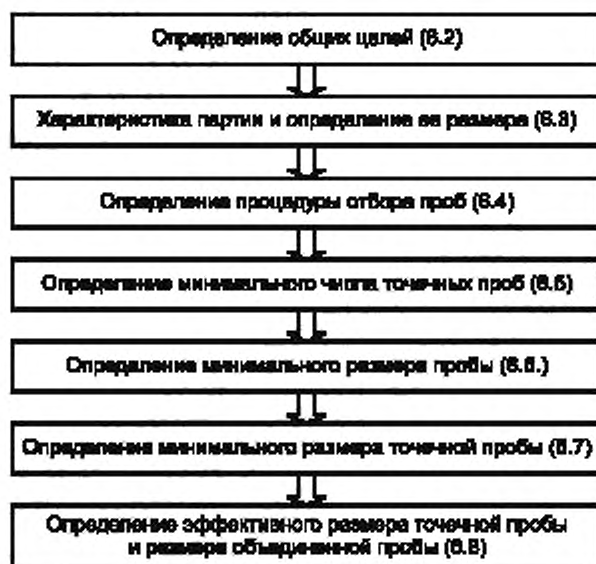 Определение общих целей (6.2)
Характеристика партии и определение ее размера (6.3)
Определение процедуры отбора проб (6.4)
Определение минимального числа точечных проб (6.5)
Определение минимального размера пробы (6.6.)
Определение минимального размера точечной пробы (6.7)
Определение эффективного размера точечной пробы
и размера объединенной пробы (6.8)